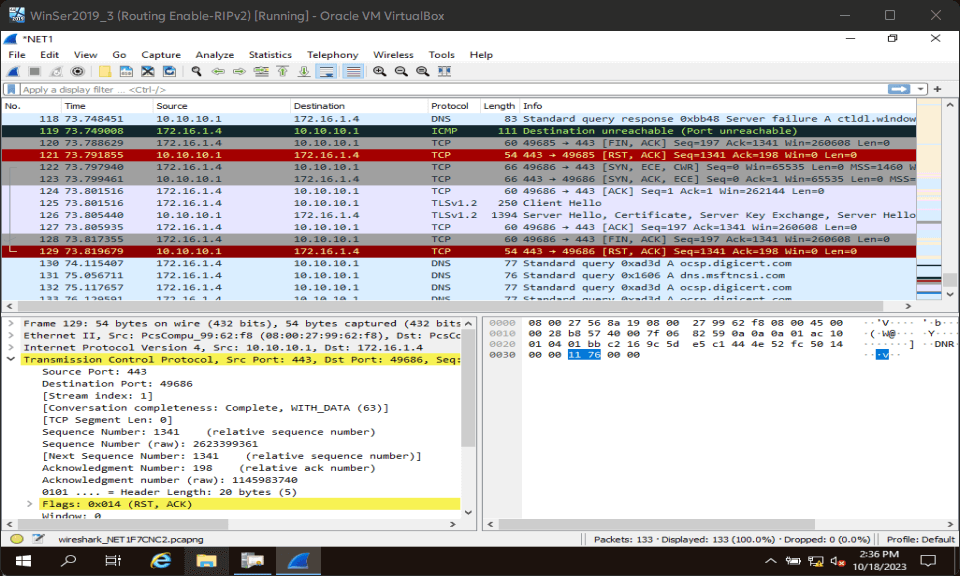 WinSer2019_3 (Routing Enable-RIPv2) [Running] - Oracle VM VirtualBox
*NET1
File Edit View Go Capture Analyze Statistics Telephony Wireless Tools Help
Apply a display filter ... <Ctrl-/>
No. Time Source Destination Protocol Length Info
118 73.748451 10.10.10.1 172.16.1.4 DNS 83 Standard query response 0xbb48 Server failure A ctldl.window
119 73.749008 172.16.1.4 10.10.10.1 ICMP 111 Destination unreachable (Port unreachable)
120 73.788629 172.16.1.4 10.10.10.1 TCP 60 49685 → 443 [FIN, ACK] Seq=197 Ack=1341 Win=260608 Len=0
121 73.791855 10.10.10.1 172.16.1.4 TCP 54 443 → 49685 [RST, ACK] Seq=1341 Ack=198 Win=0 Len=0
122 73.797940 172.16.1.4 10.10.10.1 TCP 66 49686 → 443 [SYN, ECE, CWR] Seq=0 Win=65535 Len=0 MSS=1460 W
123 73.799461 10.10.10.1 172.16.1.4 TCP 66 443 → 49686 [SYN, ACK, ECE] Seq=0 Ack=1 Win=65535 Len=0 MSS=
124 73.801516 172.16.1.4 10.10.10.1 TCP 60 49686 → 443 [ACK] Seq=1 Ack=1 Win=262144 Len=0
125 73.801516 172.16.1.4 10.10.10.1 TLSv1.2 250 Client Hello
126 73.805440 10.10.10.1 172.16.1.4 TLSv1.2 1394 Server Hello, Certificate, Server Key Exchange, Server Hello
127 73.805935 172.16.1.4 10.10.10.1 TCP 60 49686 → 443 [ACK] Seq=197 Ack=1341 Win=260608 Len=0
128 73.817355 172.16.1.4 10.10.10.1 TCP 60 49686 → 443 [FIN, ACK] Seq=197 Ack=1341 Win=260608 Len=0
129 73.819679 10.10.10.1 172.16.1.4 TCP 54 443 → 49686 [RST, ACK] Seq=1341 Ack=198 Win=0 Len=0
130 74.115407 172.16.1.4 10.10.10.1 DNS 77 Standard query 0xad3d A ocsp.digicert.com
131 75.056711 172.16.1.4 10.10.10.1 DNS 76 Standard query 0x1606 A dns.msftncsi.com
132 75.117657 172.16.1.4 10.10.10.1 DNS 77 Standard query 0xad3d A ocsp.digicert.com
133 76.129591 172.16.1.4 10.10.10.1 DNS 77 Standard query 0xad3d A ocsp.digicert.com
Frame 129: 54 bytes on wire (432 bits), 54 bytes captured (432 bits
Ethernet II, Src: PcsCompu_99:62:f8 (08:00:27:99:62:f8), Dst: PcsCo
Internet Protocol Version 4, Src: 10.10.10.1, Dst: 172.16.1.4
Transmission Control Protocol, Src Port: 443, Dst Port: 49686, Seq:
Source Port: 443
Destination Port: 49686
[Stream index: 1]
[Conversation completeness: Complete, WITH_DATA (63)]
[TCP Segment Len: 0]
Sequence Number: 1341 (relative sequence number)
Sequence Number (raw): 2623399361
[Next Sequence Number: 1341 (relative sequence number)]
Acknowledgment Number: 198 (relative ack number)
Acknowledgment number (raw): 1145983740
0101 .... = Header Length: 20 bytes (5)
Flags: 0x014 (RST, ACK)
Window: 0
0000 08 00 27 56 8a 19 08 00 27 99 62 f8 08 00 45 00 ··'V···· '·b···
0010 00 28 b8 57 40 00 7f 06 82 59 0a 0a 0a 01 ac 10 ·(·W@··· ·Y····
0020 01 04 01 bb c2 16 9c 5d e5 c1 44 4e 52 fc 50 14 ·······] ··DNR·
0030 00 00 11 76 00 00 ···v··
wireshark_NET1F7CNC2.pcapng
Packets: 133 · Displayed: 133 (100.0%) · Dropped: 0 (0.0%)
Profile: Default
2:36 PM
10/18/2023